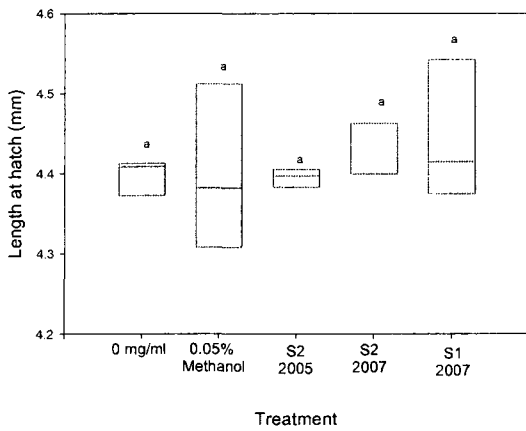 4.6
a
a
4.5
a
a
a
4.4
4.3
4.2
Length at hatch (mm)
0 mg/ml
0.05%
Methanol
S2
2005
S2
2007
S1
2007
Treatment